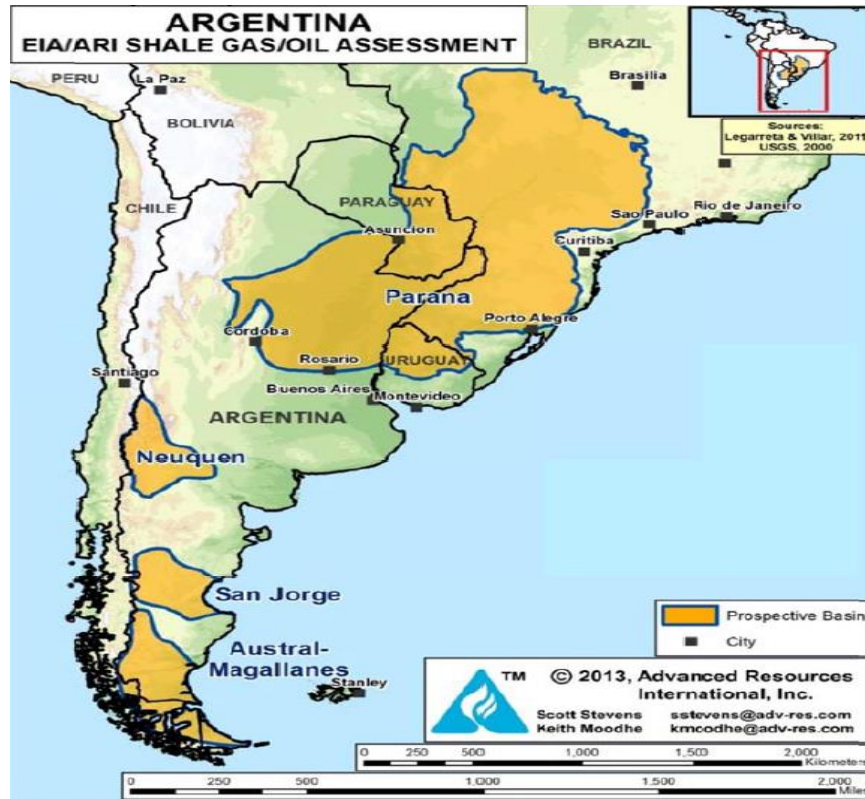 ARGENTINA
EIA/ARI SHALE GAS/OIL ASSESSMENT
BRAZIL
PERU
La Paz
Brasilia
BOLIVIA
Sources:
Legarreta & Villar, 2011
USGS, 2000
PARAGUAY
CHILE
Asuncion
Sao Paulo
Rio de Janeiro
Curitiba
Parana
Porto Alegre
Cordoba
Rosario
URUGUAY
Santiago
Buenos Aires
Montevideo
ARGENTINA
Neuquen
San Jorge
Prospective Basin
City
Austral-
Magallanes
Stanley
TM
© 2013, Advanced Resources
International, Inc.
Scott Stevens sstevens@adv-res.com
Keith Moodhe kmoodhe@adv-res.com
0 250 500 1,000 1,500 2,000
Kilometers
0 250 500 1,000 1,500 2,000
Miles